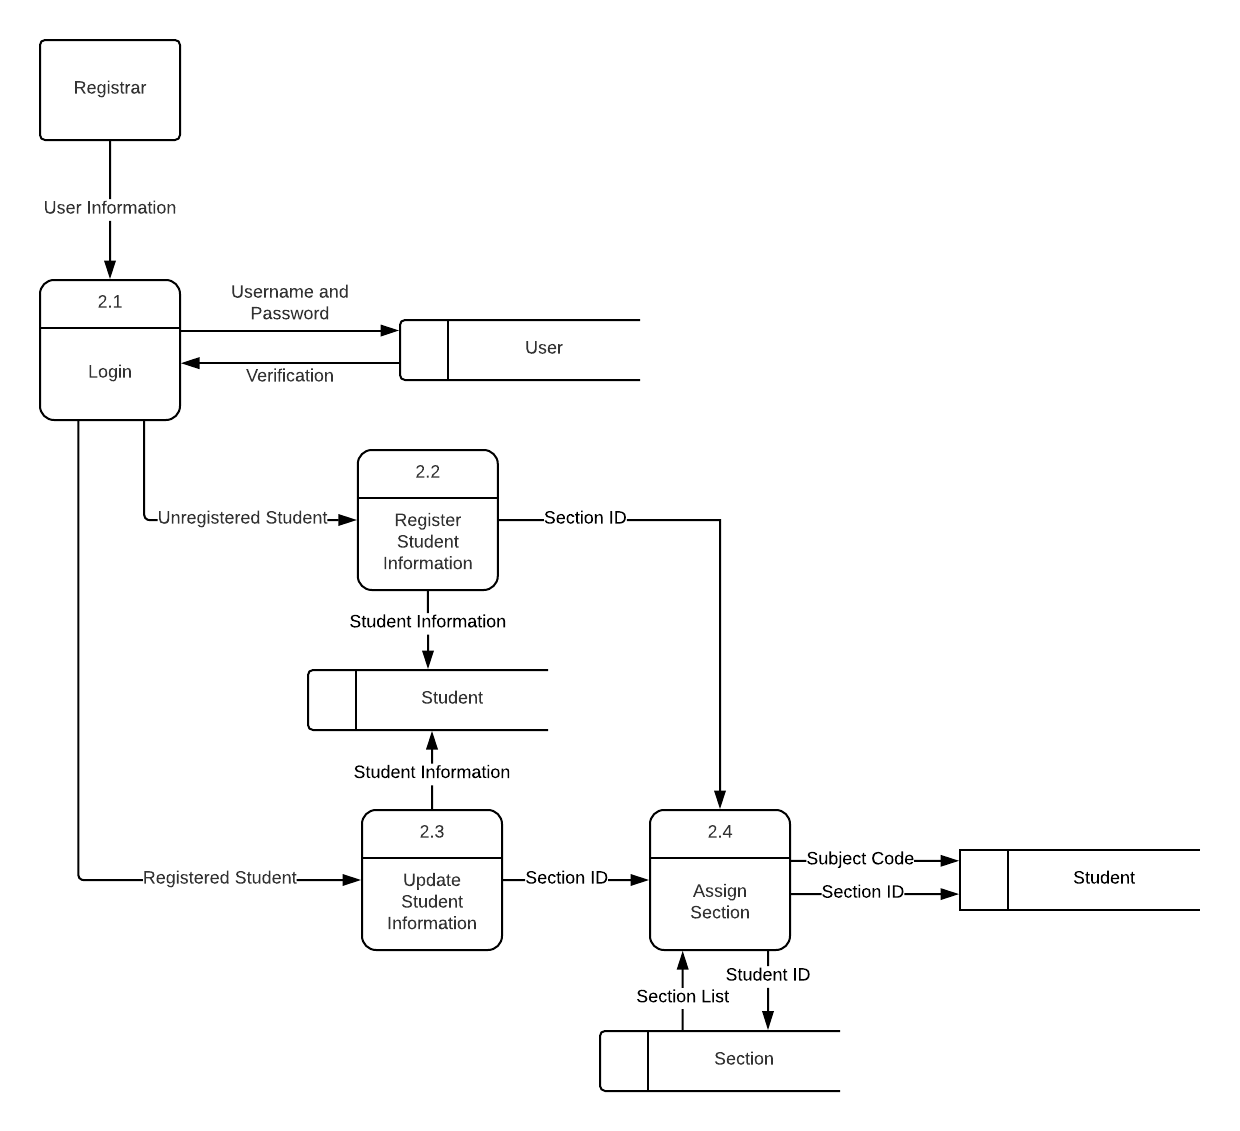 Registrar
User Information
2.1
Login
Username and
Password
Verification
User
2.2
Register
Student
Information
Unregistered Student
Section ID
Student Information
Student
Student Information
2.3
Update
Student
Information
Registered Student
Section ID
2.4
Assign
Section
Subject Code
Section ID
Student
Student ID
Section List
Section